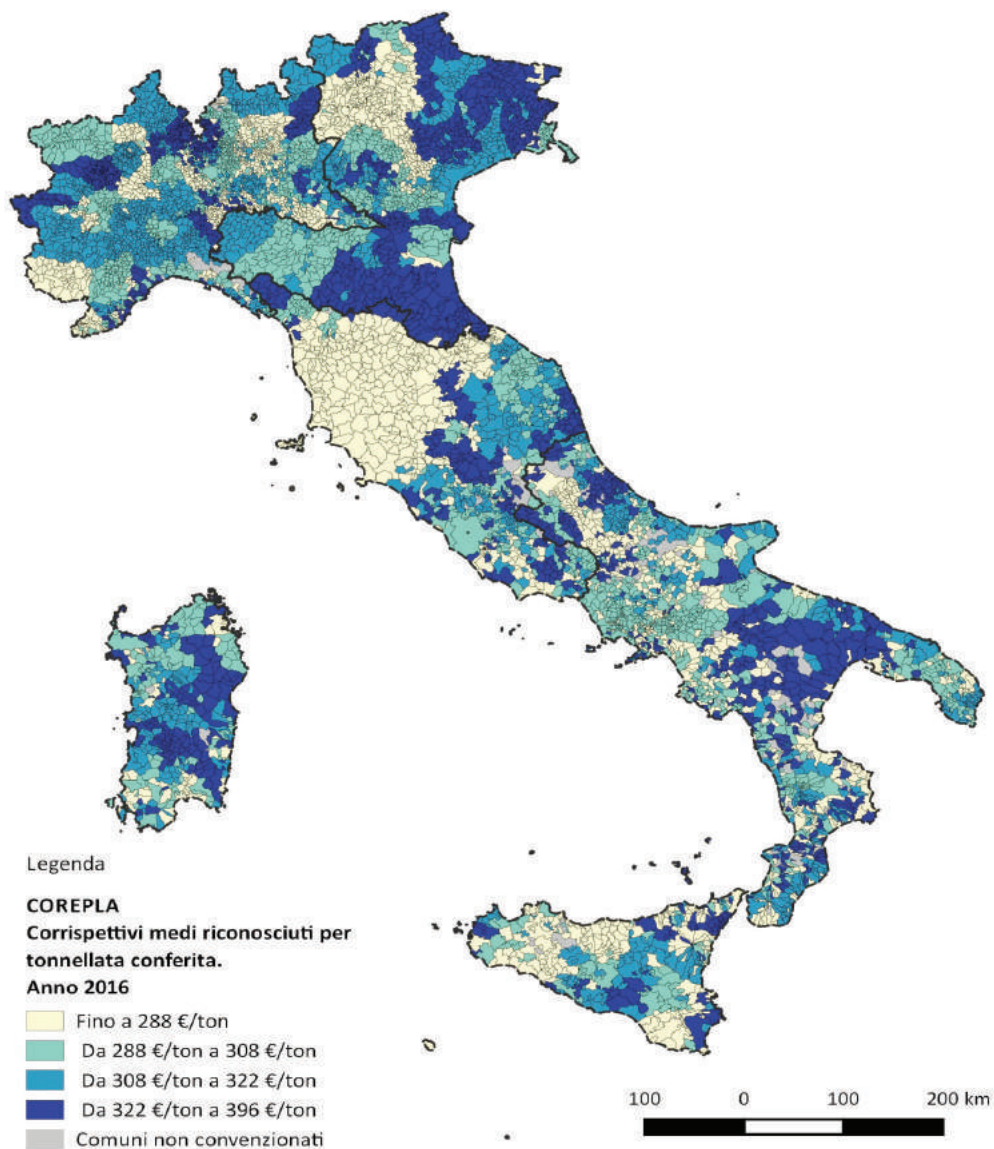 Legenda
COREPLA
Corrispettivi medi riconosciuti per
tonnellata conferita.
Anno 2016
Fino a 288 €/ton
Da 288 €/ton a 308 €/ton
Da 308 €/ton a 322 €/ton
Da 322 €/ton a 396 €/ton
Comuni non convenzionati
100 0 100 200 km